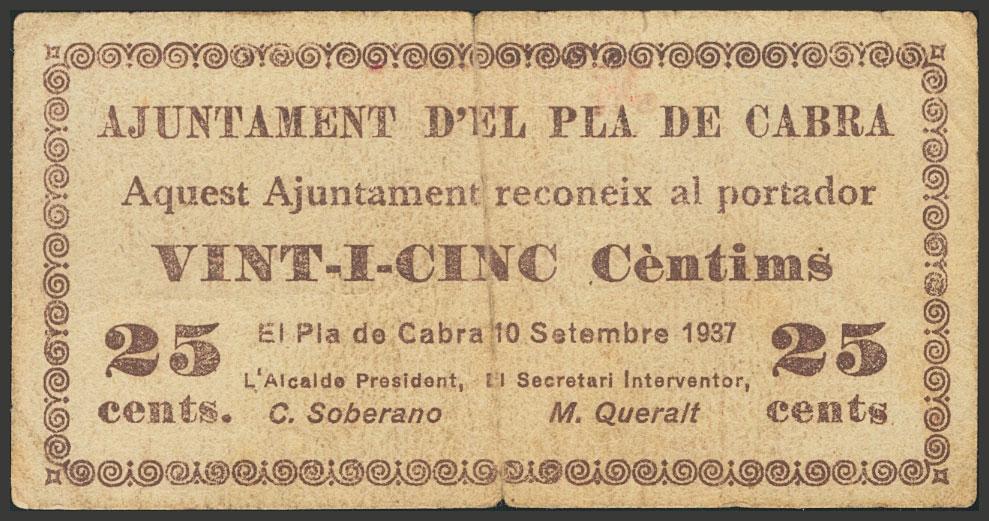 AJUNTAMENT D'EL PLA DE CABRA
Aquest Ajuntament reconeix al portador
VINT-I-CINC Cèntims
25 cents.
El Pla de Cabra 10 Setembre 1937
L'Alcalde President, El Secretari Interventor,
C. Soberano M. Queralt
25 cents